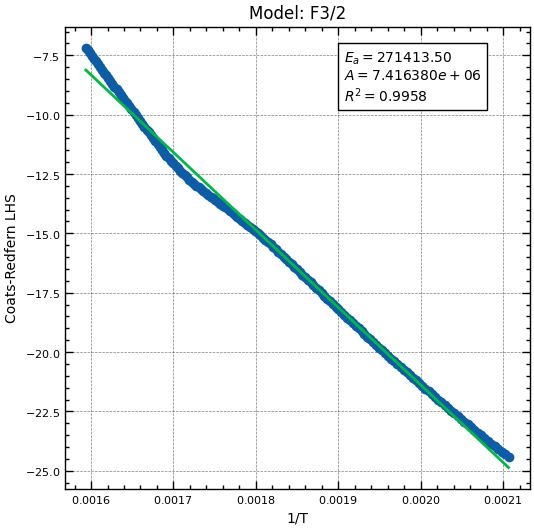 Model: F3/2
Eₐ = 271413.50
A = 7.416380e + 06
R² = 0.9958
Coats-Redfern LHS
−7.5
−10.0
−12.5
−15.0
−17.5
−20.0
−22.5
−25.0
0.0016 0.0017 0.0018 0.0019 0.0020 0.0021
1/T